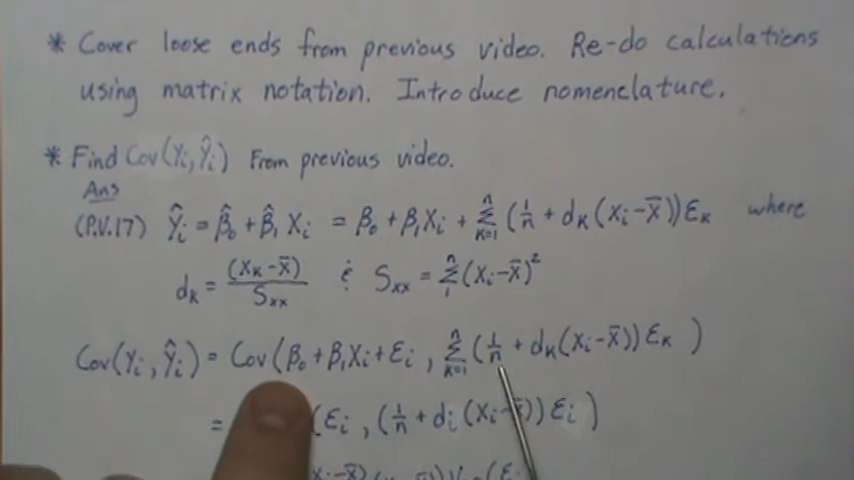 * Cover loose ends from previous video. Re-do calculations
using matrix notation. Introduce nomenclature.
* Find Cov(Yᵢ, Ŷᵢ) From previous video.
Ans
(P.V.17) Ŷᵢ = β̂₀ + β̂₁ Xᵢ = β₀ + β₁Xᵢ + Σₖ₌₁ⁿ (1/n + dₖ(xᵢ - x̄)) εₖ where
dₖ = (xₖ - x̄)/Sₓₓ & Sₓₓ = Σ₁ⁿ (xᵢ - x̄)²
Cov(Yᵢ, Ŷᵢ) = Cov(β₀ + β₁Xᵢ + εᵢ, Σₖ₌₁ⁿ (1/n + dₖ(xᵢ - x̄)) εₖ)
= (εᵢ, (1/n + dᵢ (xᵢ - x̄)) εᵢ)